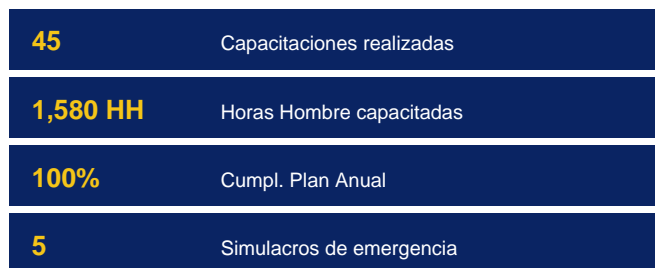 45 Capacitaciones realizadas
1,580 HH Horas Hombre capacitadas
100% Cumpl. Plan Anual
5 Simulacros de emergencia